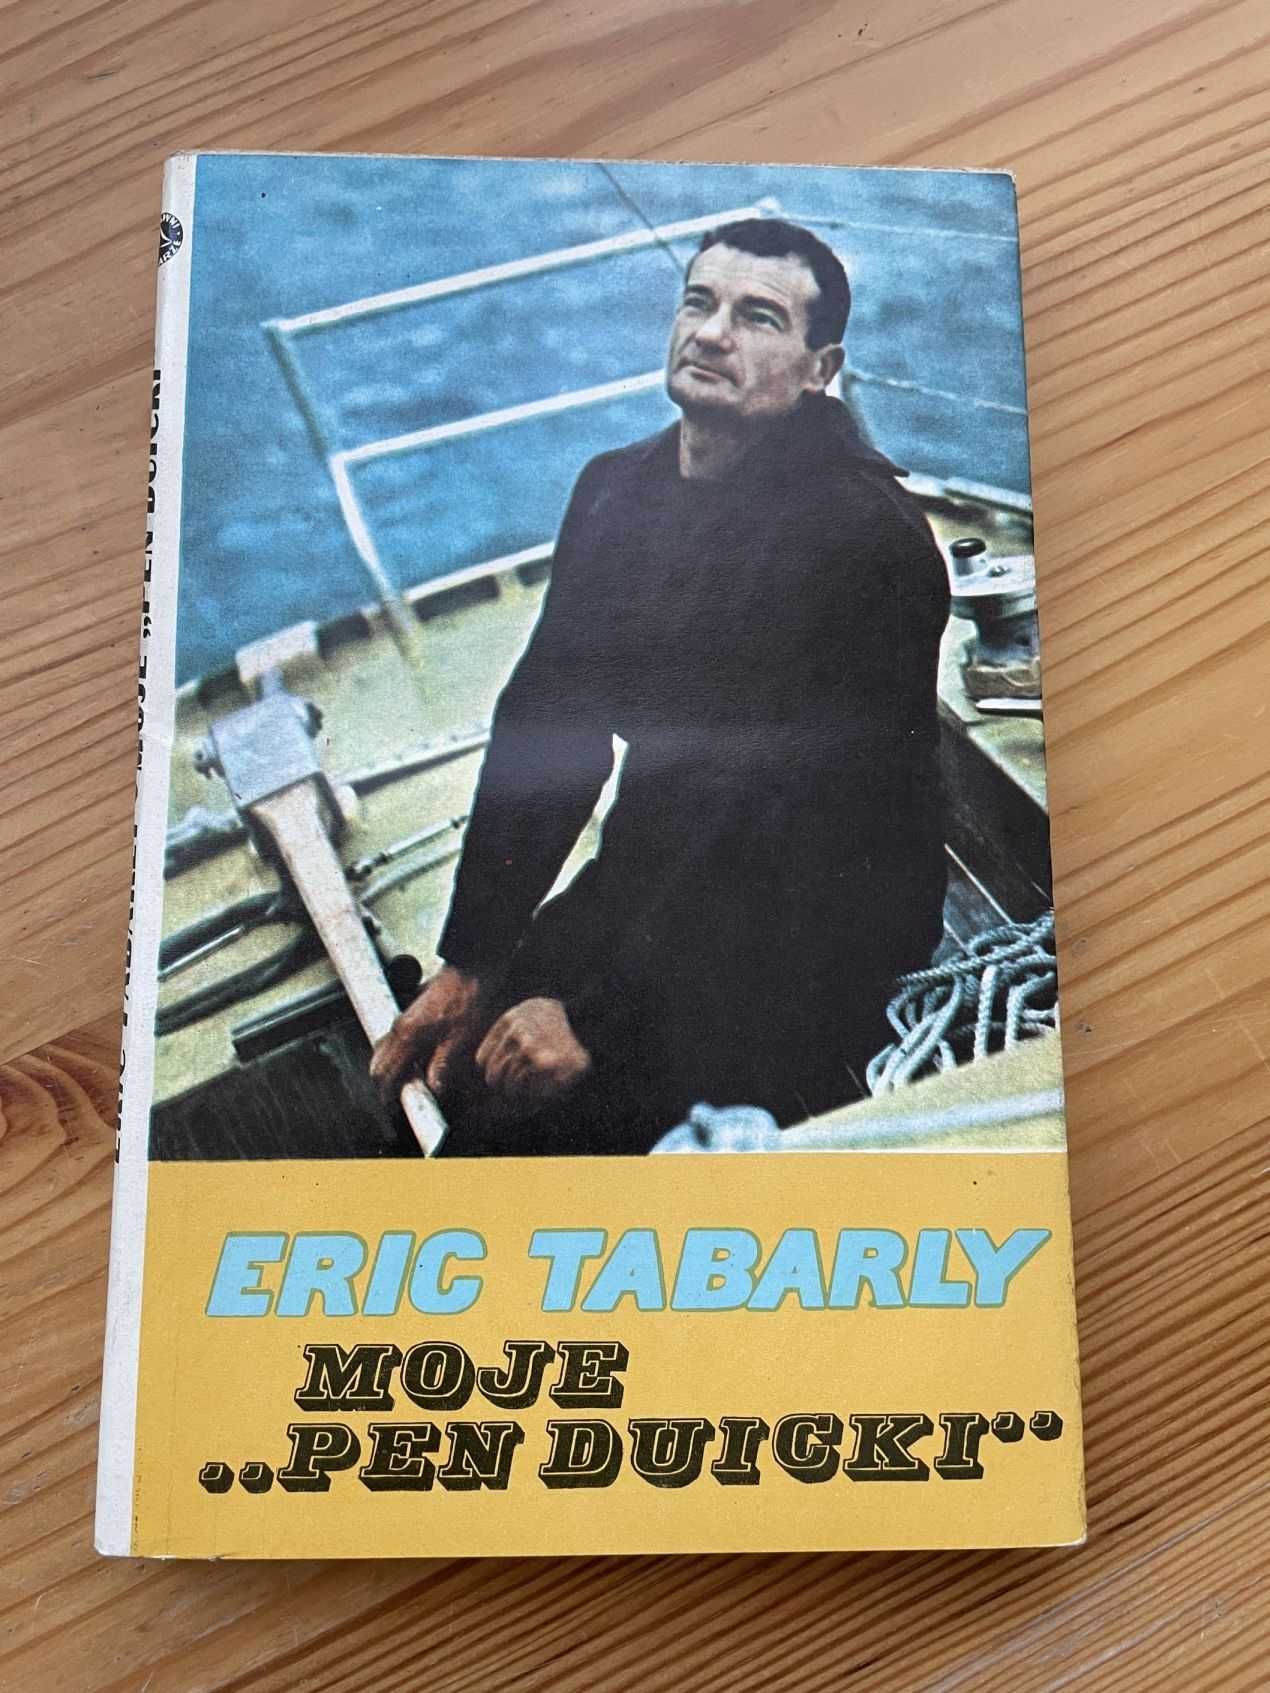 ERIC TABARLY
MOJE
„PEN DUICKI”